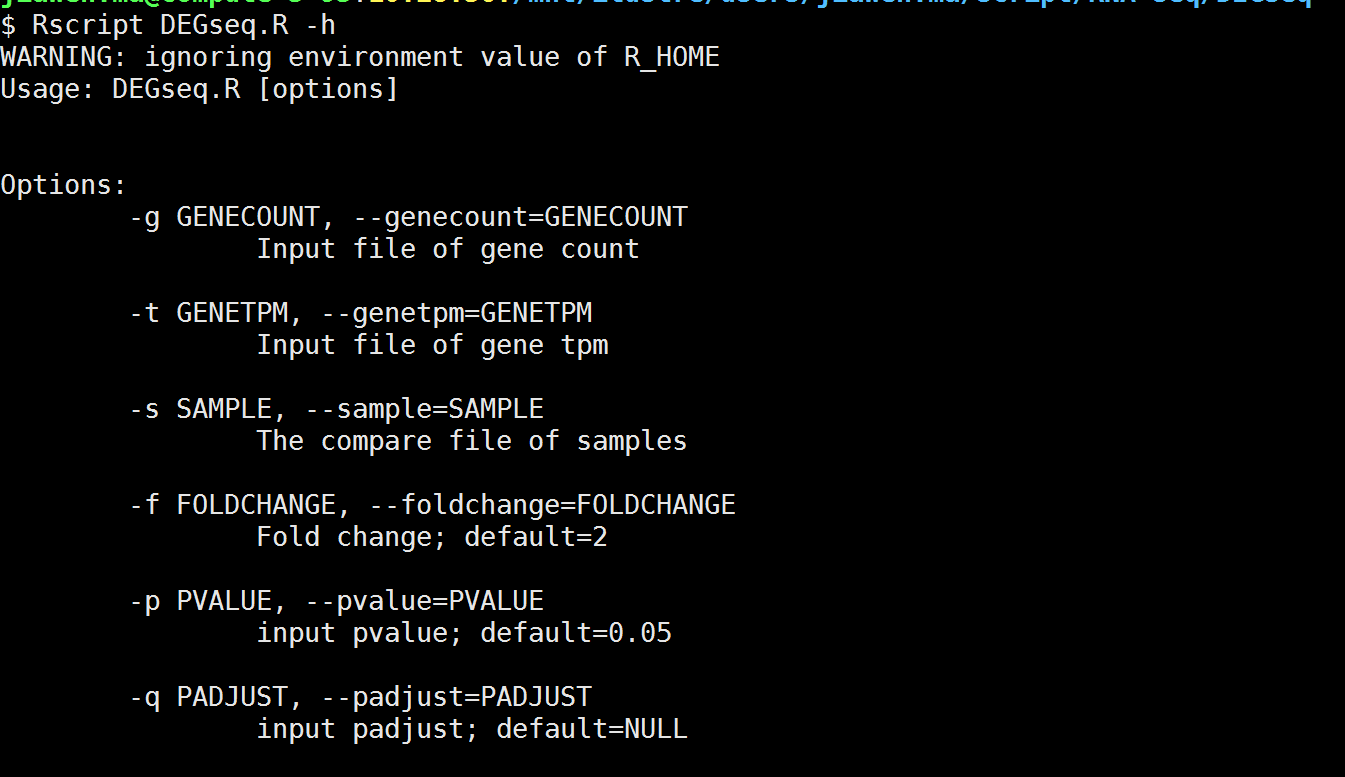 $ Rscript DEGseq.R -h
WARNING: ignoring environment value of R_HOME
Usage: DEGseq.R [options]
Options:
-g GENECOUNT, --genecount=GENECOUNT
Input file of gene count
-t GENETPM, --genetpm=GENETPM
Input file of gene tpm
-s SAMPLE, --sample=SAMPLE
The compare file of samples
-f FOLDCHANGE, --foldchange=FOLDCHANGE
Fold change; default=2
-p PVALUE, --pvalue=PVALUE
input pvalue; default=0.05
-q PADJUST, --padjust=PADJUST
input padjust; default=NULL